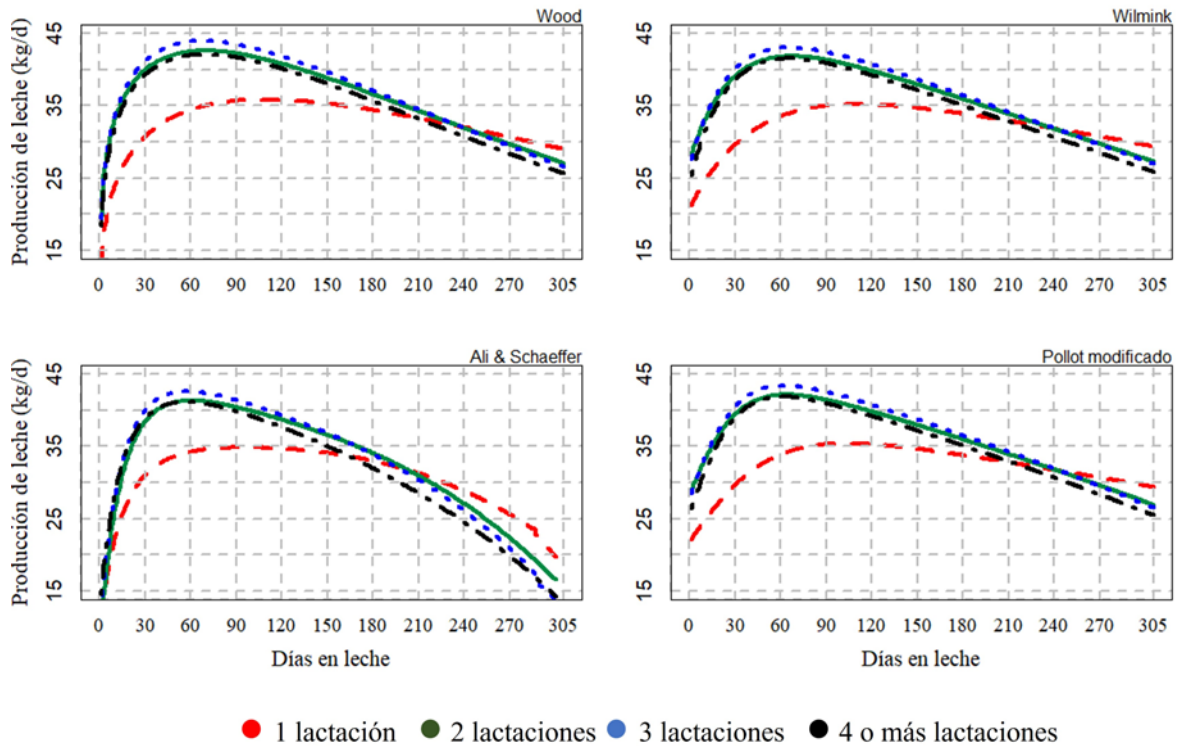 Wood
Producción de leche (kg/d)
45
35
25
15
0 30 60 90 120 150 180 210 240 270 305
Wilmink
45
35
25
15
0 30 60 90 120 150 180 210 240 270 305
Ali & Schaeffer
Producción de leche (kg/d)
45
35
25
15
0 30 60 90 120 150 180 210 240 270 305
Días en leche
Pollot modificado
45
35
25
15
0 30 60 90 120 150 180 210 240 270 305
Días en leche
1 lactación 2 lactaciones 3 lactaciones 4 o más lactaciones